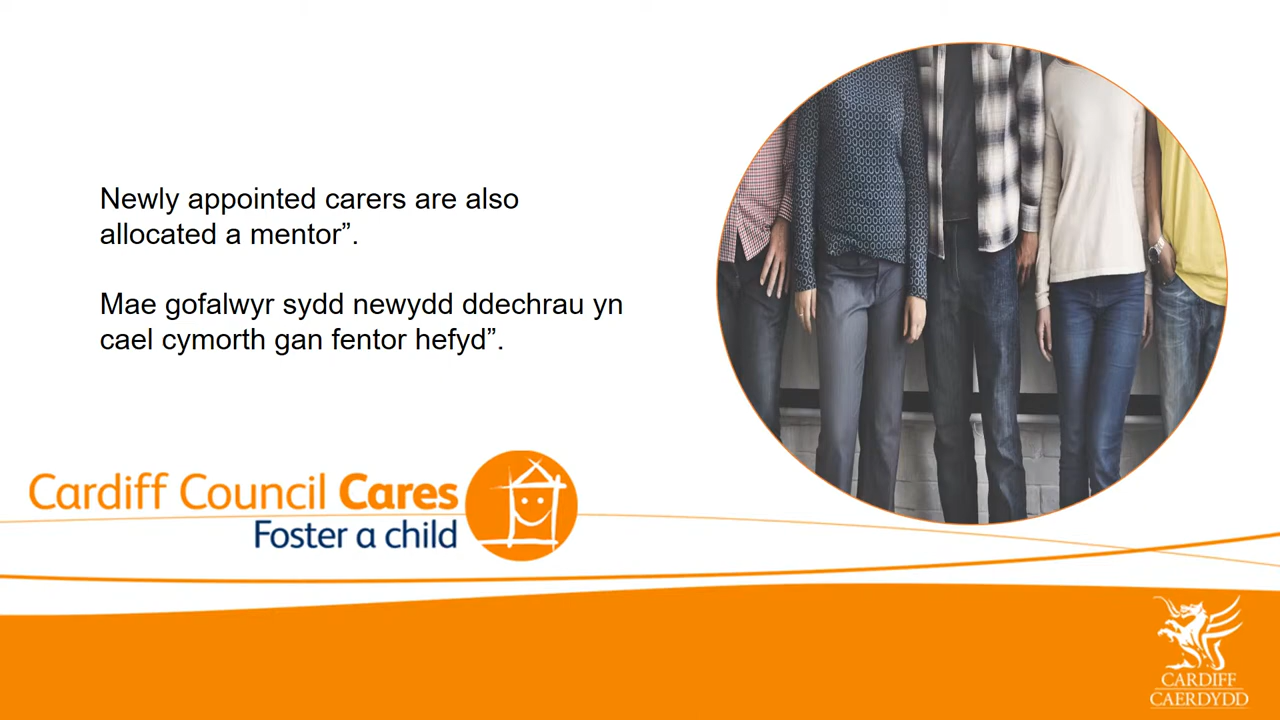 Newly appointed carers are also
allocated a mentor”.
Mae gofalwyr sydd newydd ddechrau yn
cael cymorth gan fentor hefyd”.
Cardiff Council Cares
Foster a child
CARDIFF
CAERDYDD